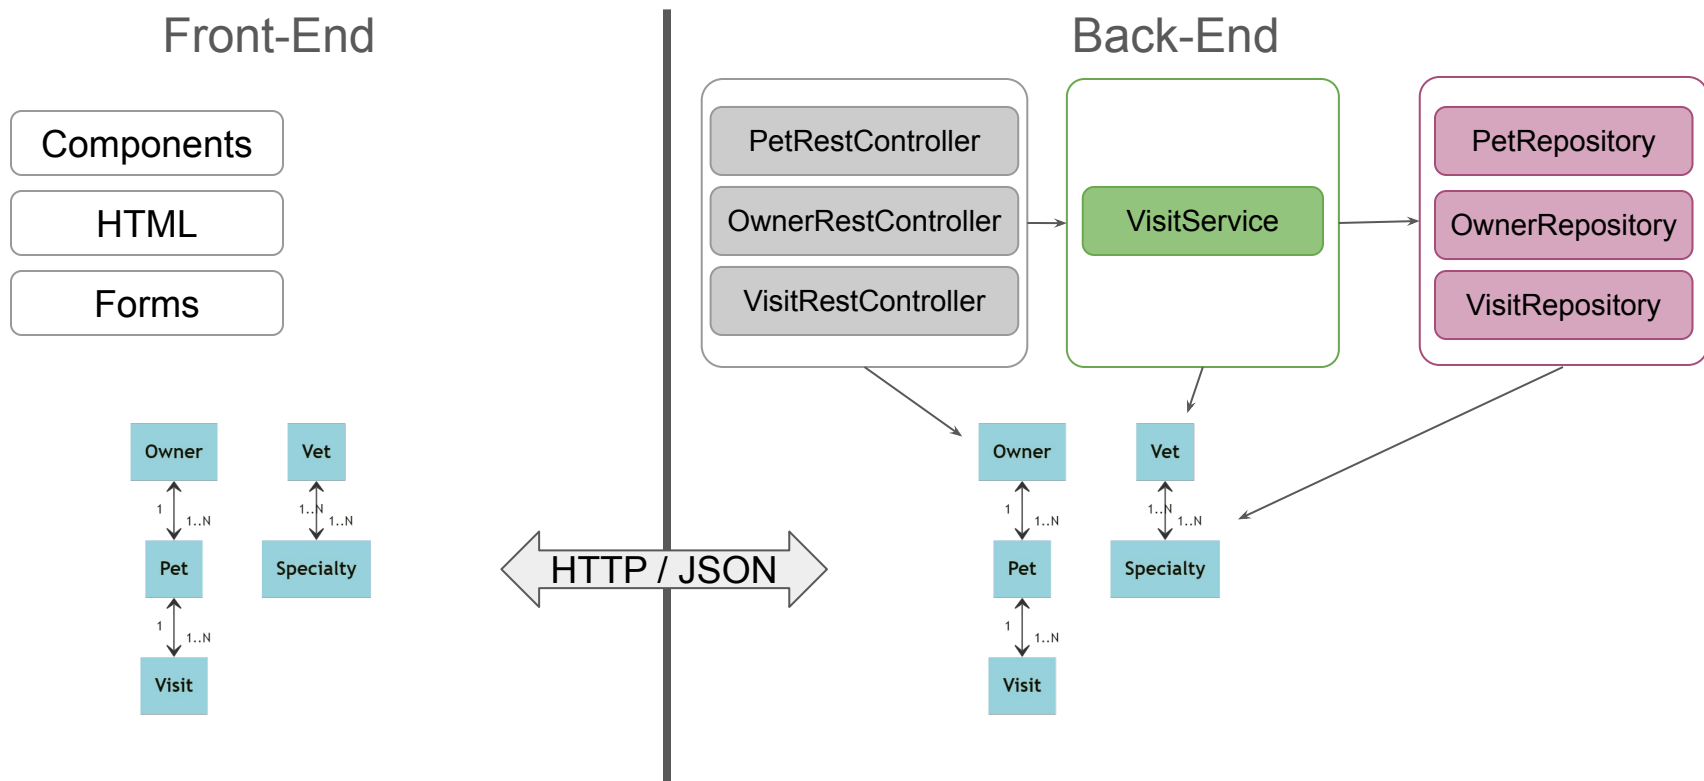 Front-End
Back-End
Components
HTML
Forms
PetRestController
OwnerRestController
VisitRestController
VisitService
PetRepository
OwnerRepository
VisitRepository
Owner
Vet
1
1..N
1..N
1..N
Pet
Specialty
1
1..N
Visit
HTTP / JSON
Owner
Vet
1
1..N
1..N
1..N
Pet
Specialty
1
1..N
Visit